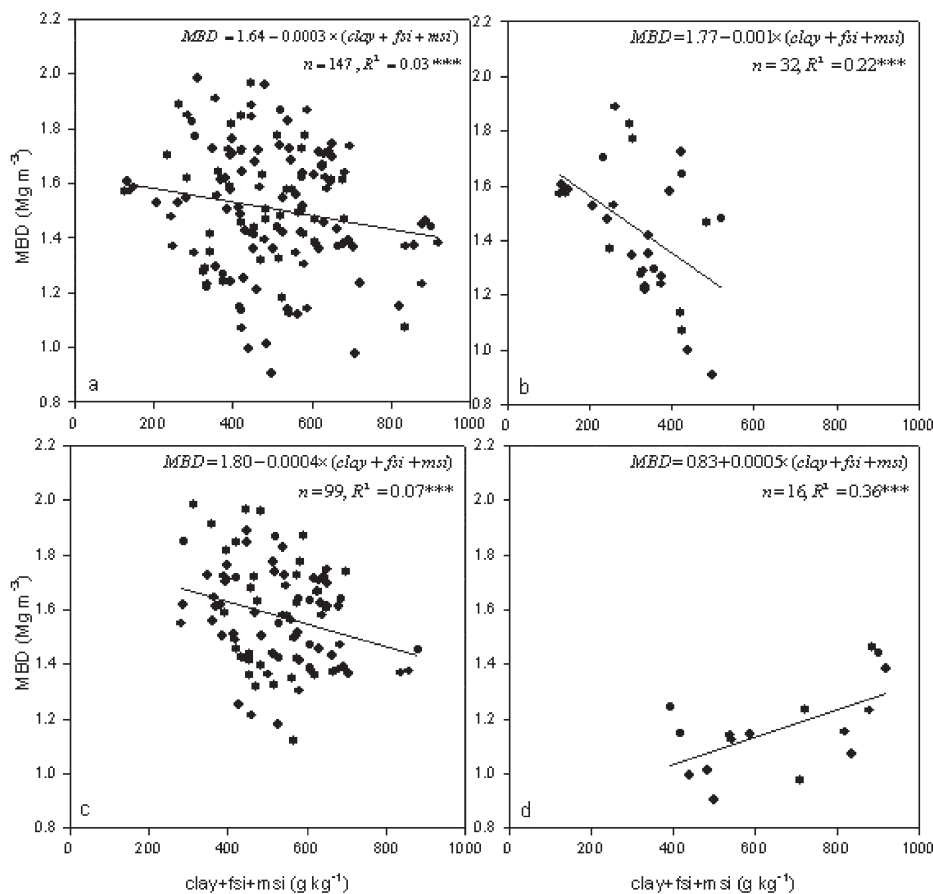 MBD = 1.64 − 0.0003 × (clay + fsi + msi)
n = 147, R² = 0.03 ***
MBD (Mg m⁻³)
2.2
2.0
1.8
1.6
1.4
1.2
1.0
0.8
a
0 200 400 600 800 1000
MBD = 1.77 − 0.001 × (clay + fsi + msi)
n = 32, R² = 0.22***
2.2
2.0
1.8
1.6
1.4
1.2
1.0
0.8
b
0 200 400 600 800 1000
MBD = 1.80 − 0.0004 × (clay + fsi + msi)
n = 99, R² = 0.07***
MBD (Mg m⁻³)
2.2
2.0
1.8
1.6
1.4
1.2
1.0
0.8
c
0 200 400 600 800 1000
clay+fsi+msi (g kg⁻¹)
MBD = 0.83 + 0.0005 × (clay + fsi + msi)
n = 16, R² = 0.36***
2.2
2.0
1.8
1.6
1.4
1.2
1.0
0.8
d
0 200 400 600 800 1000
clay+fsi+msi (g kg⁻¹)